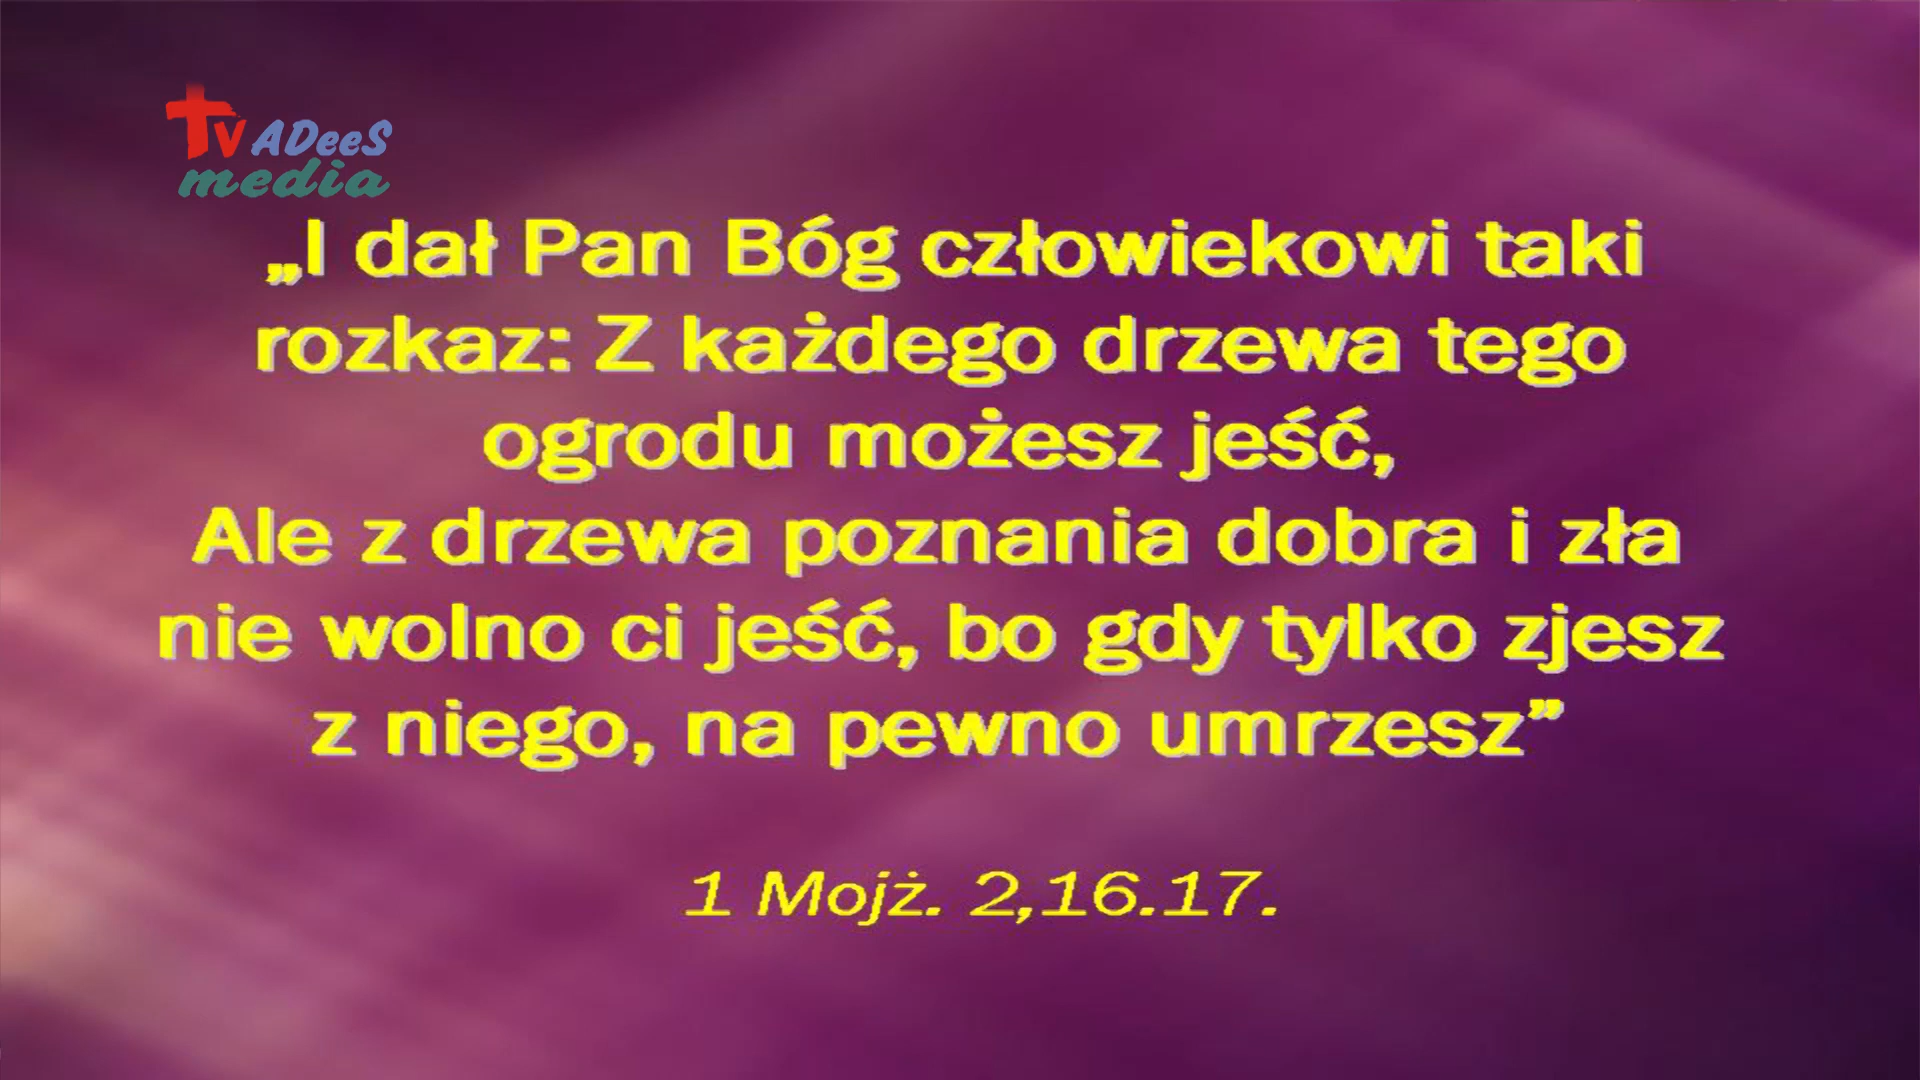 TV ADeeS
media
„I dał Pan Bóg człowiekowi taki
rozkaz: Z każdego drzewa tego
ogrodu możesz jeść,
Ale z drzewa poznania dobra i zła
nie wolno ci jeść, bo gdy tylko zjesz
z niego, na pewno umrzesz”
1 Mojż. 2,16.17.